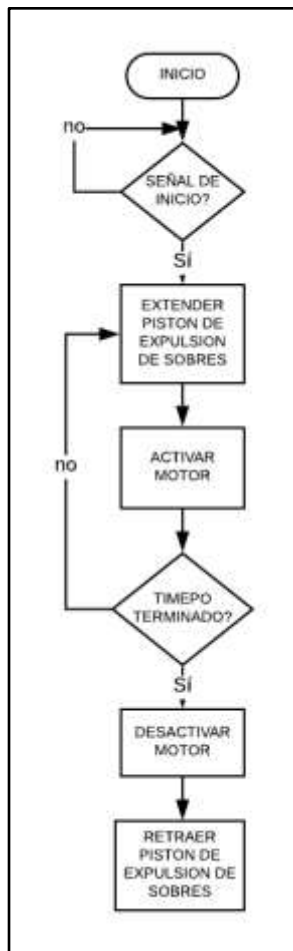 INICIO
no
SEÑAL DE
INICIO?
Sí
EXTENDER
PISTON DE
EXPULSION
DE SOBRES
no
ACTIVAR
MOTOR
TIMEPO
TERMINADO?
Sí
DESACTIVAR
MOTOR
RETRAER
PISTON DE
EXPULSION DE
SOBRES